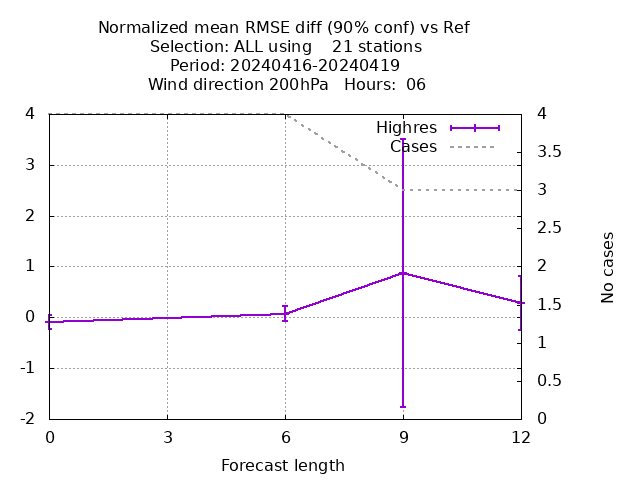 Normalized mean RMSE diff (90% conf) vs Ref
Selection: ALL using    21 stations
Period: 20240416-20240419
Wind direction 200hPa   Hours:  06
Highres
Cases
4
3
2
1
0
-1
-2
4
3.5
3
2.5
2
1.5
1
0.5
0
No cases
0 3 6 9 12
Forecast length